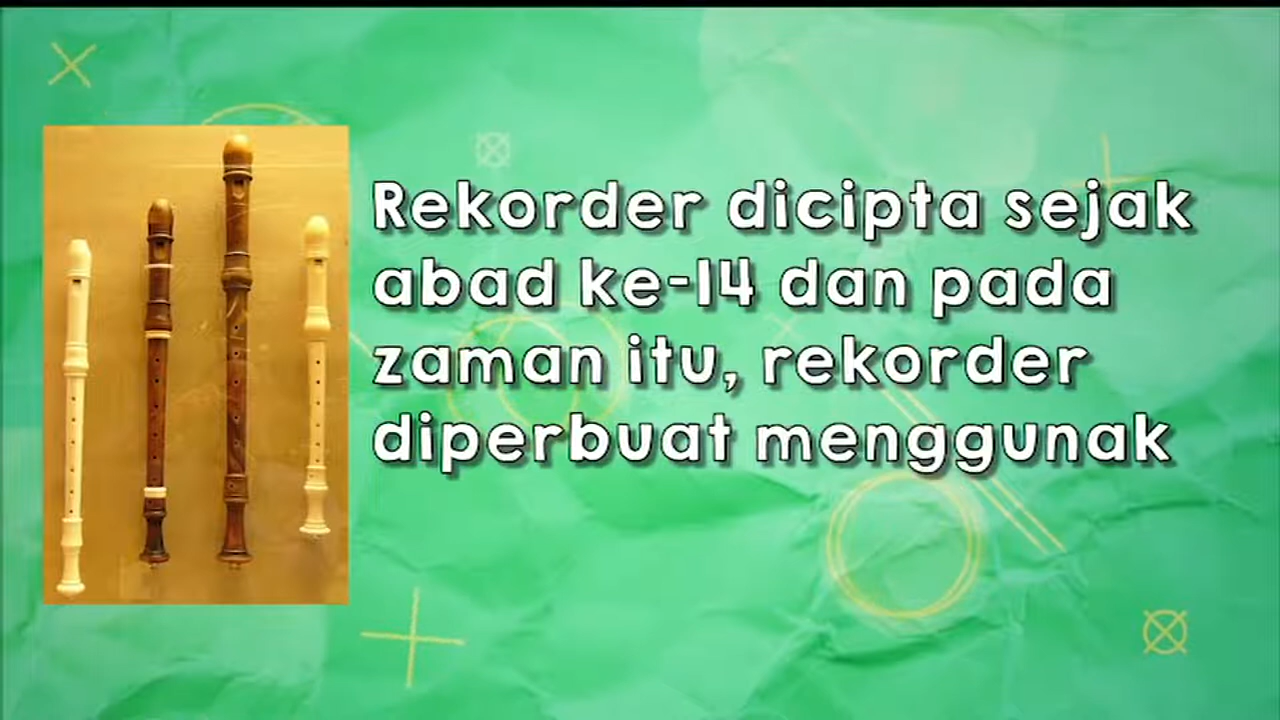 Rekorder dicipta sejak
abad ke-14 dan pada
zaman itu, rekorder
diperbuat menggunak